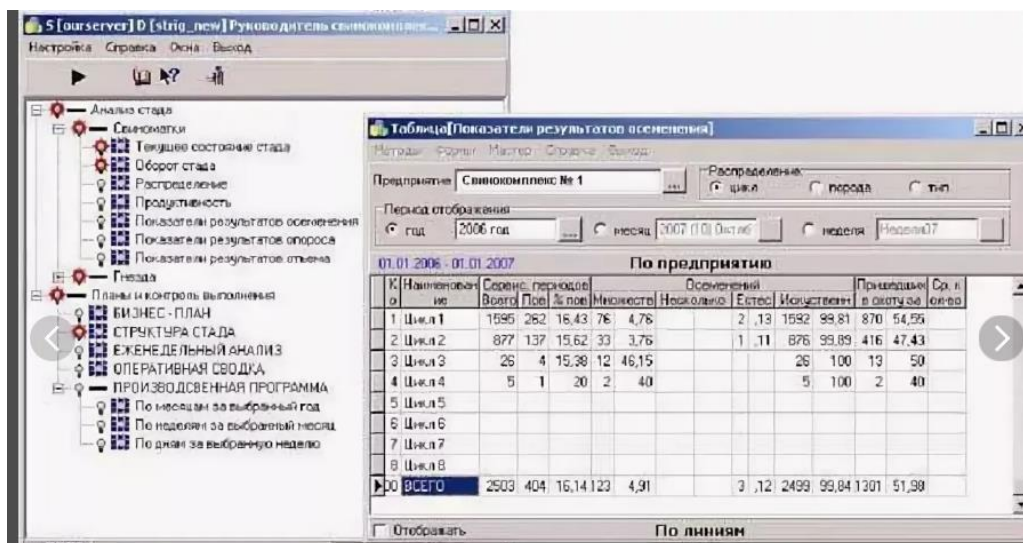 S [ourserver] D [strig_new] Руководитель свинокомплек...
Настройка Справка Окна Выход
Анализ стада
Свиноматки
Текущее состояние стада
Оборот стада
Распределение
Продуктивность
Показатели результатов осеменения
Показатели результатов опороса
Показатели результатов отъема
Гнезда
Планы и контроль выполнения
БИЗНЕС - ПЛАН
СТРУКТУРА СТАДА
ЕЖЕНЕДЕЛЬНЫЙ АНАЛИЗ
ОПЕРАТИВНАЯ СВОДКА
ПРОИЗВОДСВЕННАЯ ПРОГРАММА
По месяцам за выбранный год
По неделям за выбранный месяц
По дням за выбранную неделю
Таблица[Показатели результатов осеменения]
Методы Формы Мастер Справка Выход
Предприятие Свинокомплекс № 1 ...
Распределение:
цикл порода тип
Период отображения
год 2006 год ... месяц 2007 (10) Октяб неделя Неделя07
01.01.2006 - 01.01.2007 По предприятию
К Наименован Сервис. периодов Осеменений Пришедших Ср. к
о ие Всего Пов % пов Множеств Несколько Естес Искуственн в охоту за ол-во
1 Цикл 1 1595 262 16,43 76 4,76 2 ,13 1592 99,81 870 54,55
2 Цикл 2 877 137 15,62 33 3,76 1 ,11 876 99,89 416 47,43
3 Цикл 3 26 4 15,38 12 46,15 26 100 13 50
4 Цикл 4 5 1 20 2 40 5 100 2 40
5 Цикл 5
6 Цикл 6
7 Цикл 7
8 Цикл 8
00 ВСЕГО 2503 404 16,14 123 4,91 3 ,12 2499 99,84 1301 51,98
Отображать По линиям